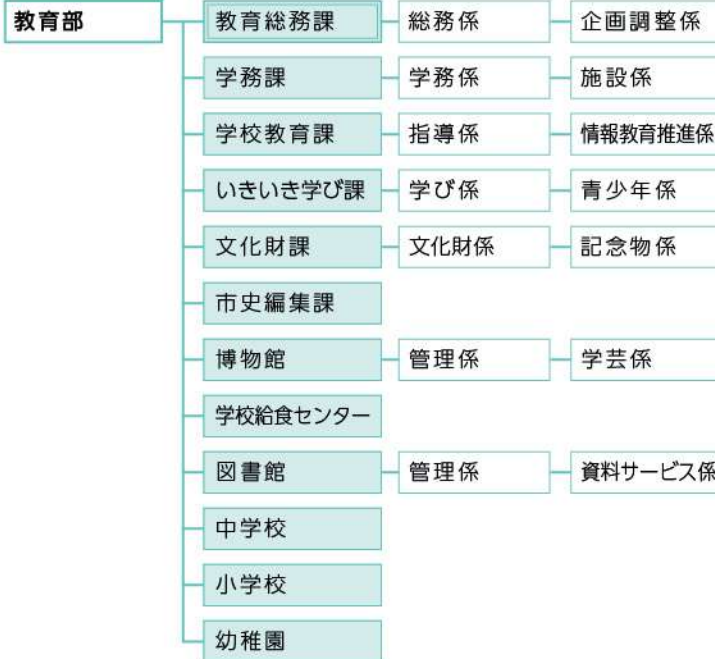 教育部 教育総務課 総務係 企画調整係
学務課 学務係 施設係
学校教育課 指導係 情報教育推進係
いきいき学び課 学び係 青少年係
文化財課 文化財係 記念物係
市史編集課
博物館 管理係 学芸係
学校給食センター
図書館 管理係 資料サービス係
中学校
小学校
幼稚園